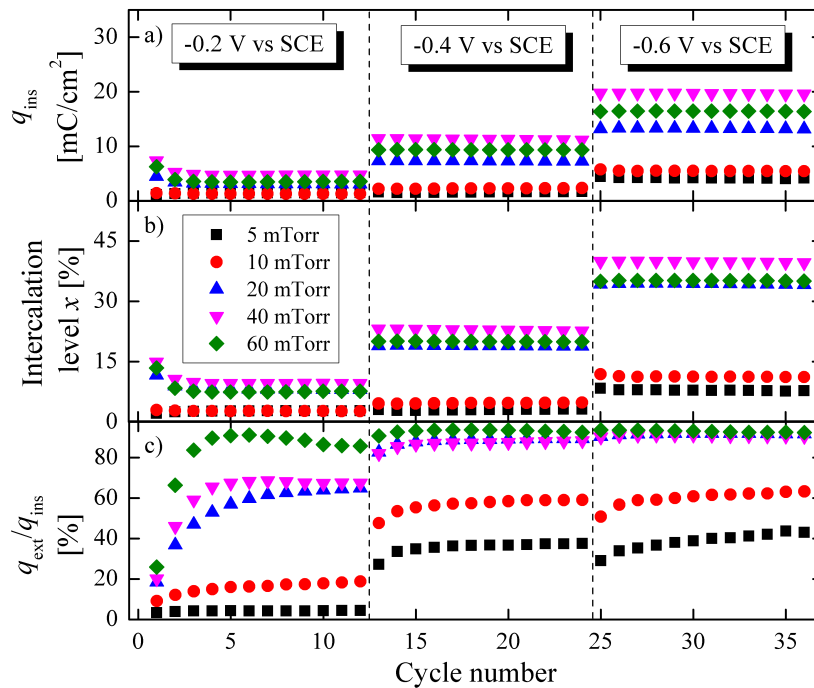 a)
-0.2 V vs SCE
-0.4 V vs SCE
-0.6 V vs SCE
30
20
10
0
q_ins
[mC/cm²]
b)
45
30
15
0
Intercalation
level x [%]
5 mTorr
10 mTorr
20 mTorr
40 mTorr
60 mTorr
c)
80
60
40
20
0
q_ext/q_ins
[%]
0 5 10 15 20 25 30 35
Cycle number